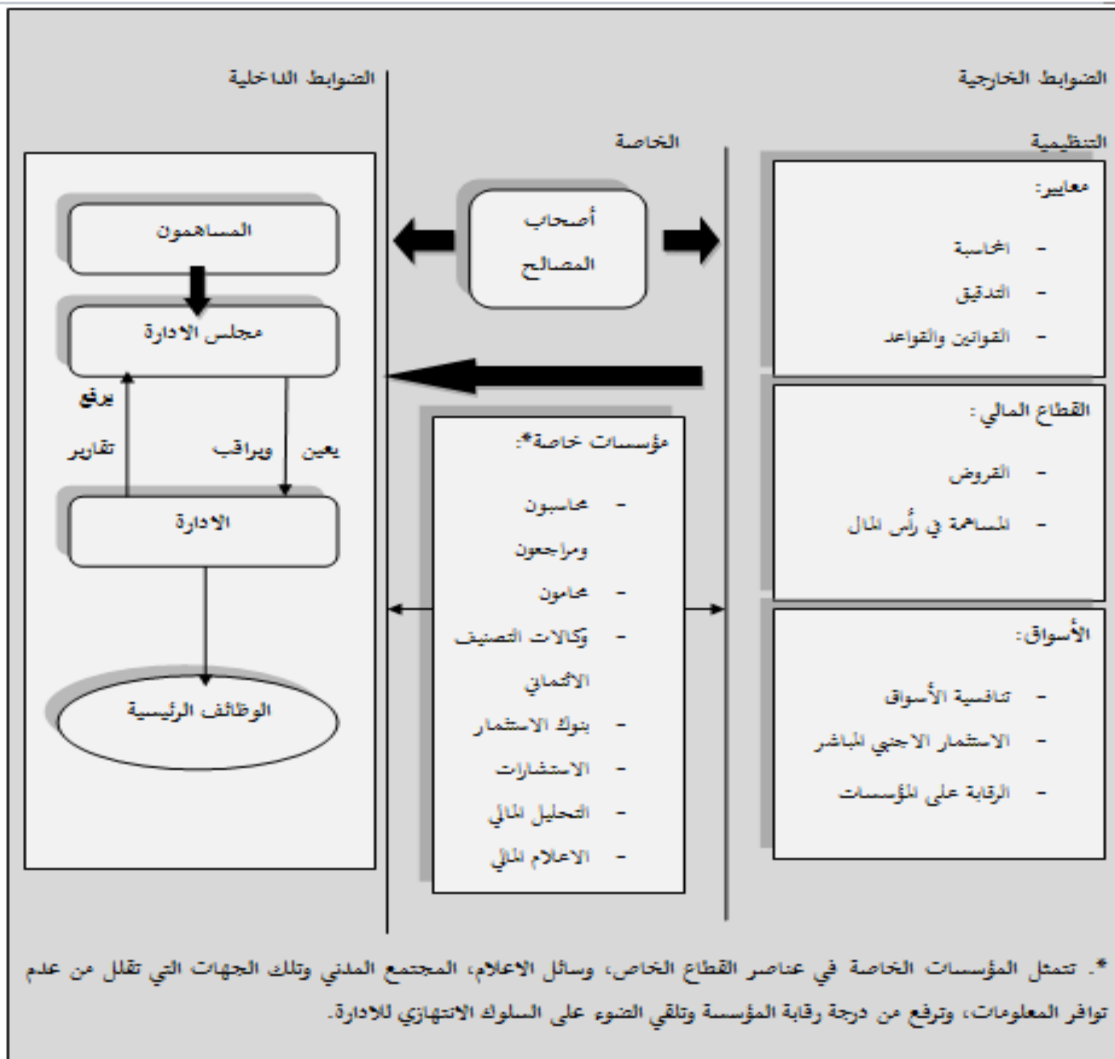 الضوابط الخارجية
الضوابط الداخلية
التنظيمية
الخاصة
معايير:
- المحاسبة
- التدقيق
- القوانين والقواعد
القطاع المالي:
- القروض
- المساهمة في رأس المال
الأسواق:
- تنافسية الأسواق
- الاستثمار الاجنبي المباشر
- الرقابة على المؤسسات
أصحاب
المصالح
مؤسسات خاصة*:
- محاسبون
ومراجعون
- محامون
- وكالات التصنيف
الائتماني
- بنوك الاستثمار
- الاستشارات
- التحليل المالي
- الاعلام المالي
المساهمون
مجلس الادارة
يعين ويراقب
يرفع
تقارير
الادارة
الوظائف الرئيسية
*. تتمثل المؤسسات الخاصة في عناصر القطاع الخاص، وسائل الاعلام، المجتمع المدني وتلك الجهات التي تقلل من عدم
توافر المعلومات، وترفع من درجة رقابة المؤسسة وتلقي الضوء على السلوك الانتهازي للادارة.